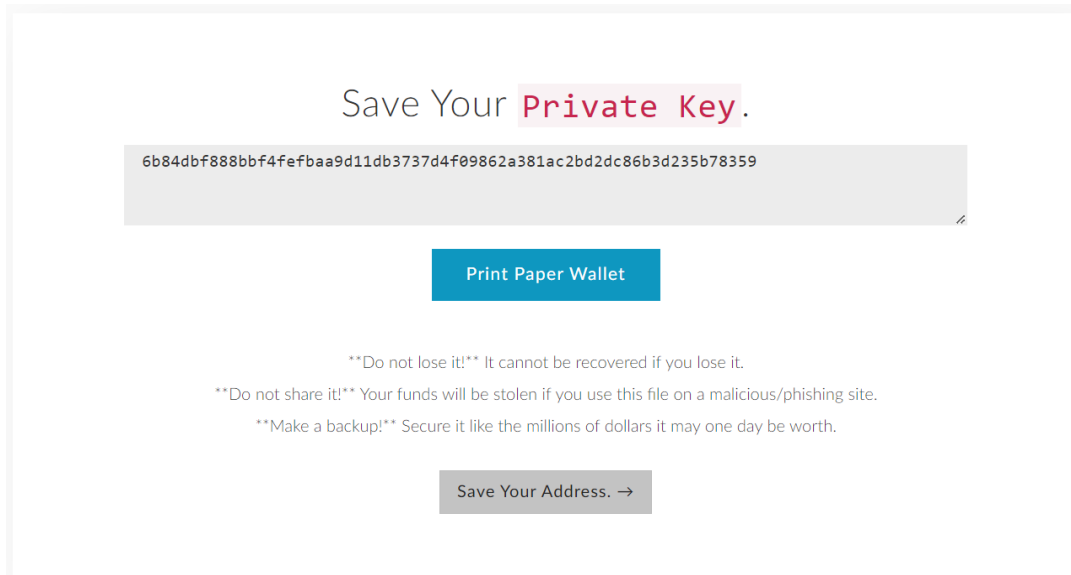 Save Your Private Key.
6b84dbf888bbf4fefbaa9d11db3737d4f09862a381ac2bd2dc86b3d235b78359
Print Paper Wallet
**Do not lose it!** It cannot be recovered if you lose it.
**Do not share it!** Your funds will be stolen if you use this file on a malicious/phishing site.
**Make a backup!** Secure it like the millions of dollars it may one day be worth.
Save Your Address. →